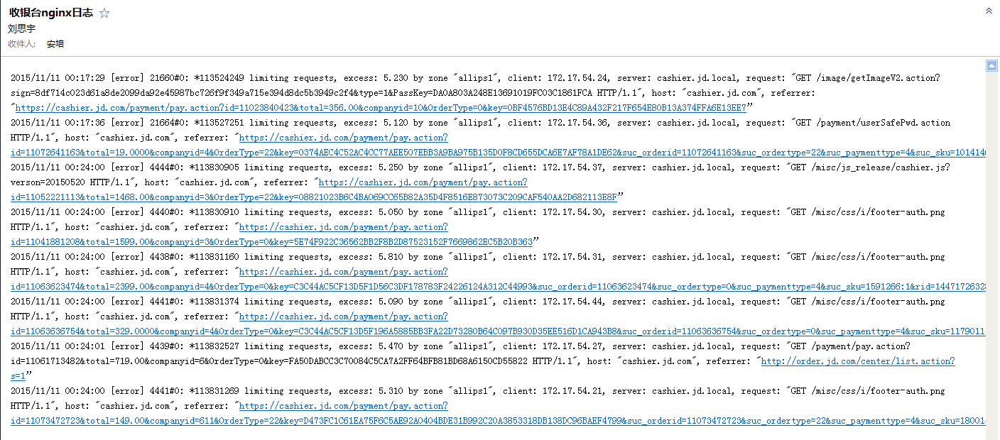 收银台nginx日志
刘思宇
收件人: 安培
2015/11/11 00:17:29 [error] 21660#0: *113524249 limiting requests, excess: 5.230 by zone "allips1", client: 172.17.54.24, server: cashier.jd.local, request: "GET /image/getImageV2.action?
sign=8df714c023d61a8de2099da92e45987bc726f9f349a715e394d8dc5b3949c2f4&type=1&PassKey=DA0A803A248E13691019FC03C1861FCA HTTP/1.1", host: "cashier.jd.com", referrer:
"https://cashier.jd.com/payment/pay.action?id=11023840423&total=356.00&companyid=10&OrderType=0&key=0BF4576BD13E4C89A432F217F654E80B13A374FFA6E13EE7”
2015/11/11 00:17:36 [error] 21664#0: *113527251 limiting requests, excess: 5.120 by zone "allips1", client: 172.17.54.36, server: cashier.jd.local, request: "GET /payment/userSafePwd.action
HTTP/1.1", host: "cashier.jd.com", referrer: "https://cashier.jd.com/payment/pay.action?
id=11072641163&total=19.0000&companyid=4&OrderType=22&key=0374AEC4C52AC4CC77AEE507EBB3A9BA975B135D0F8CD655DCA6E7AF78A1DE62&suc_orderid=11072641163&suc_ordertype=22&suc_paymenttype=4&suc_sku=101414
2015/11/11 00:24:00 [error] 4444#0: *113830905 limiting requests, excess: 5.250 by zone "allips1", client: 172.17.54.37, server: cashier.jd.local, request: "GET /misc/js_release/cashier.js?
verson=20150520 HTTP/1.1", host: "cashier.jd.com", referrer: "https://cashier.jd.com/payment/pay.action?
id=11052221113&total=1468.00&companyid=3&OrderType=22&key=08821023B6C4BA069CC65B82A35D4F8516E873073C209CAF540AA2D682113E8F”
2015/11/11 00:24:00 [error] 4440#0: *113830910 limiting requests, excess: 5.050 by zone "allips1", client: 172.17.54.30, server: cashier.jd.local, request: "GET /misc/css/i/footer-auth.png
HTTP/1.1", host: "cashier.jd.com", referrer: "https://cashier.jd.com/payment/pay.action?
id=11041881208&total=1599.00&companyid=3&OrderType=0&key=5E74F922C36562BB2F8B2D87523152F7669862EC5B20B363”
2015/11/11 00:24:00 [error] 4438#0: *113831160 limiting requests, excess: 5.810 by zone "allips1", client: 172.17.54.31, server: cashier.jd.local, request: "GET /misc/css/i/footer-auth.png
HTTP/1.1", host: "cashier.jd.com", referrer: "https://cashier.jd.com/payment/pay.action?
id=11063623474&total=2399.00&companyid=4&OrderType=0&key=C3C44AC5CF13D5F1D56C3DF178783F24226124A312C44993&suc_orderid=11063623474&suc_ordertype=0&suc_paymenttype=4&suc_sku=1591266:1&rid=1447172632
2015/11/11 00:24:00 [error] 4441#0: *113831374 limiting requests, excess: 5.090 by zone "allips1", client: 172.17.54.44, server: cashier.jd.local, request: "GET /misc/css/i/footer-auth.png
HTTP/1.1", host: "cashier.jd.com", referrer: "https://cashier.jd.com/payment/pay.action?
id=11063636754&total=329.0000&companyid=4&OrderType=0&key=C3C44AC5CF13D5F196A5885BB3FA22D73280B64C097B930D35EE516D1CA943B8&suc_orderid=11063636754&suc_ordertype=0&suc_paymenttype=4&suc_sku=1179011
2015/11/11 00:24:01 [error] 4439#0: *113832527 limiting requests, excess: 5.470 by zone "allips1", client: 172.17.54.27, server: cashier.jd.local, request: "GET /payment/pay.action?
id=11061713482&total=719.00&companyid=6&OrderType=0&key=FA50DABCC3C70084C5CA7A2FF64BFB81BD68A6150CD55822 HTTP/1.1", host: "cashier.jd.com", referrer: "http://order.jd.com/center/list.action?
s=1”
2015/11/11 00:24:00 [error] 4441#0: *113831269 limiting requests, excess: 5.310 by zone "allips1", client: 172.17.54.21, server: cashier.jd.local, request: "GET /misc/css/i/footer-auth.png
HTTP/1.1", host: "cashier.jd.com", referrer: "https://cashier.jd.com/payment/pay.action?
id=11073472723&total=149.00&companyid=611&OrderType=22&key=D473FC1C61EA75F6C5AE92A0404BDE31B992C20A3853318DB138DC96BAEF4799&suc_orderid=11073472723&suc_ordertype=22&suc_paymenttype=4&suc_sku=18001